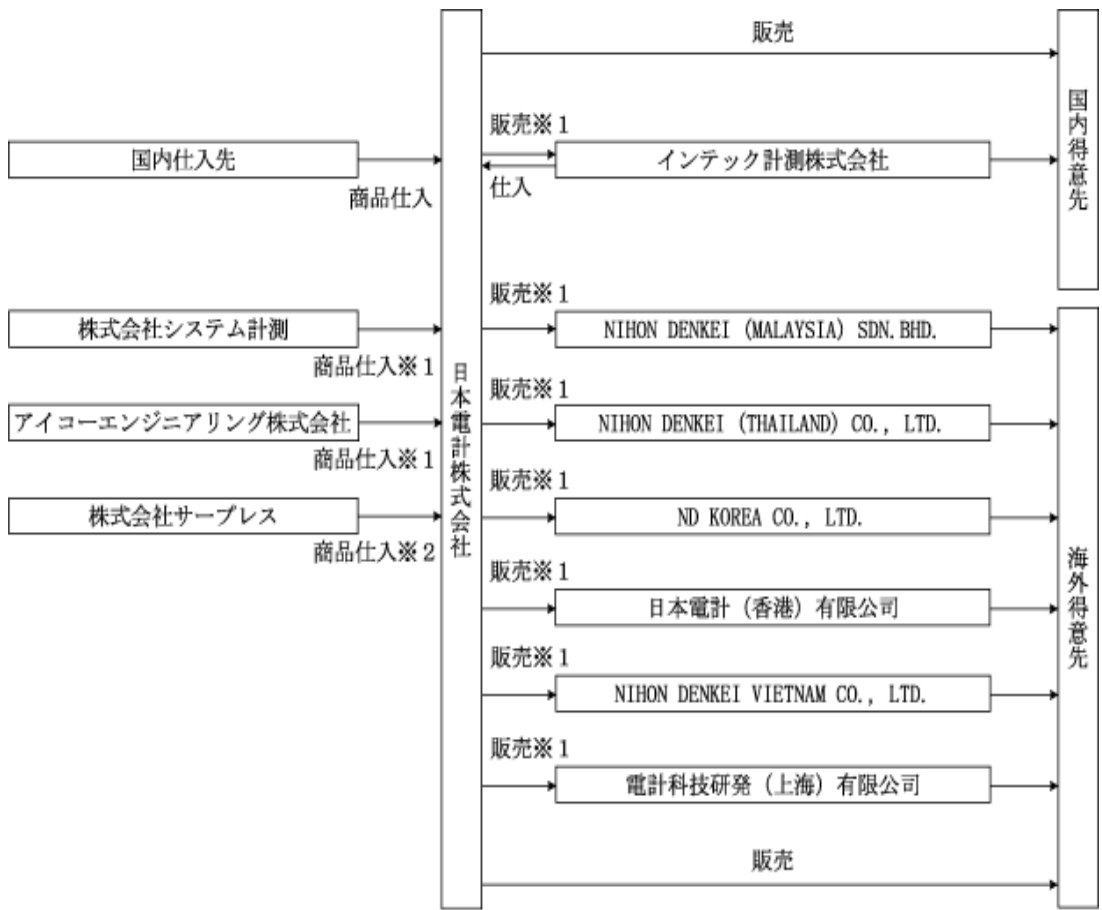 販売
国内得意先
販売※1
国内仕入先
インテック計測株式会社
商品仕入
仕入
販売※1
株式会社システム計測
NIHON DENKEI (MALAYSIA) SDN.BHD.
商品仕入※1
日本電計株式会社
販売※1
アイコーエンジニアリング株式会社
NIHON DENKEI (THAILAND) CO., LTD.
商品仕入※1
販売※1
株式会社サープレス
ND KOREA CO., LTD.
商品仕入※2
海外得意先
販売※1
日本電計(香港)有限公司
販売※1
NIHON DENKEI VIETNAM CO., LTD.
販売※1
電計科技研発(上海)有限公司
販売